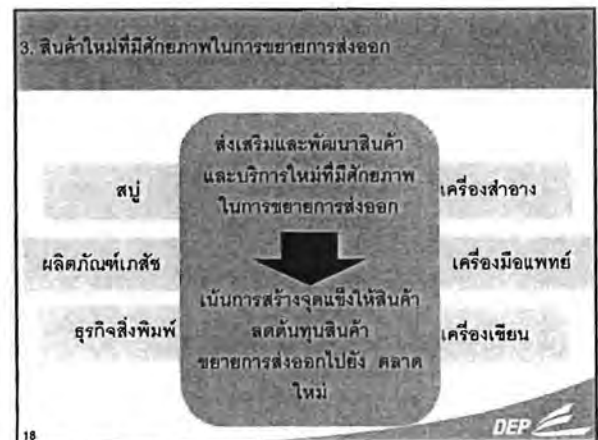 3. สินค้าใหม่ที่มีศักยภาพในการขยายการส่งออก
ส่งเสริมและพัฒนาสินค้า
และบริการใหม่ที่มีศักยภาพ
ในการขยายการส่งออก
เน้นการสร้างจุดแข็งให้สินค้า
ลดต้นทุนสินค้า
ขยายการส่งออกไปยัง ตลาด
ใหม่
สบู่
ผลิตภัณฑ์เภสัช
ธุรกิจสิ่งพิมพ์
เครื่องสำอาง
เครื่องมือแพทย์
เครื่องเขียน
18
DEP